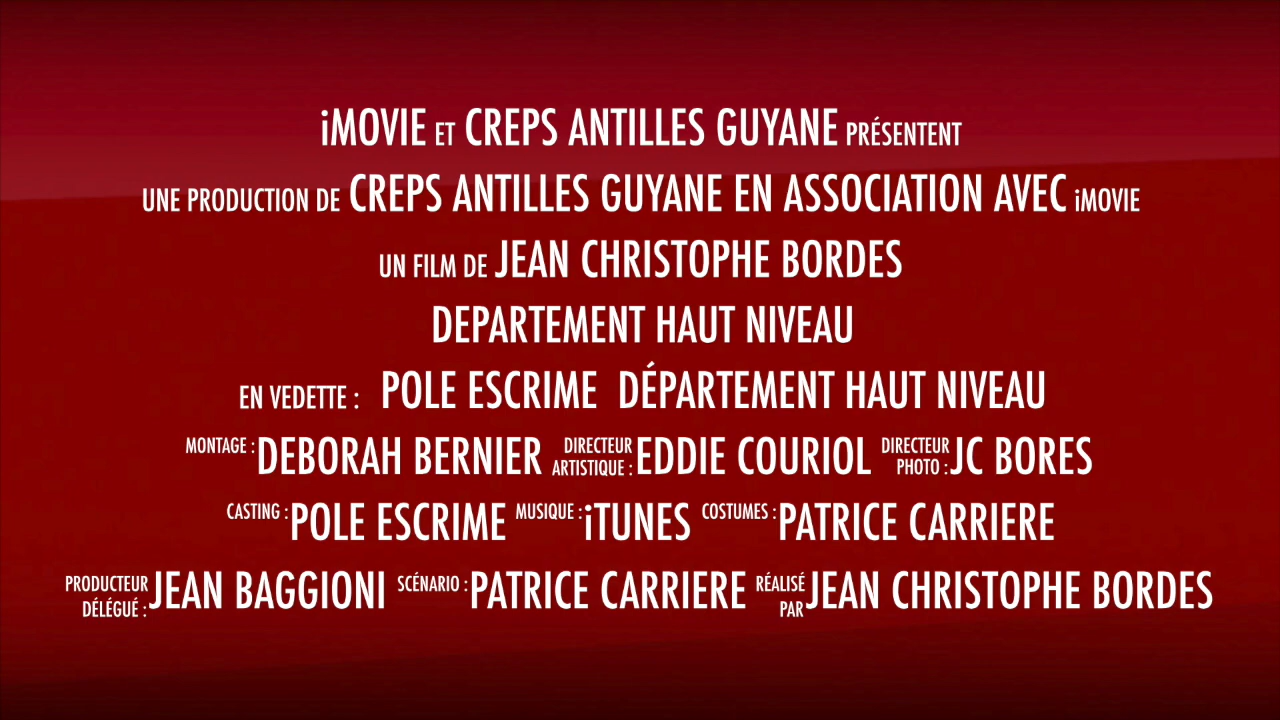 iMOVIE ET CREPS ANTILLES GUYANE PRÉSENTENT
UNE PRODUCTION DE CREPS ANTILLES GUYANE EN ASSOCIATION AVEC iMOVIE
UN FILM DE JEAN CHRISTOPHE BORDES
DEPARTEMENT HAUT NIVEAU
EN VEDETTE : POLE ESCRIME DÉPARTEMENT HAUT NIVEAU
MONTAGE : DEBORAH BERNIER DIRECTEUR ARTISTIQUE : EDDIE COURIOL DIRECTEUR PHOTO : JC BORES
CASTING : POLE ESCRIME MUSIQUE : iTUNES COSTUMES : PATRICE CARRIERE
PRODUCTEUR DÉLÉGUÉ : JEAN BAGGIONI SCÉNARIO : PATRICE CARRIERE RÉALISÉ PAR JEAN CHRISTOPHE BORDES